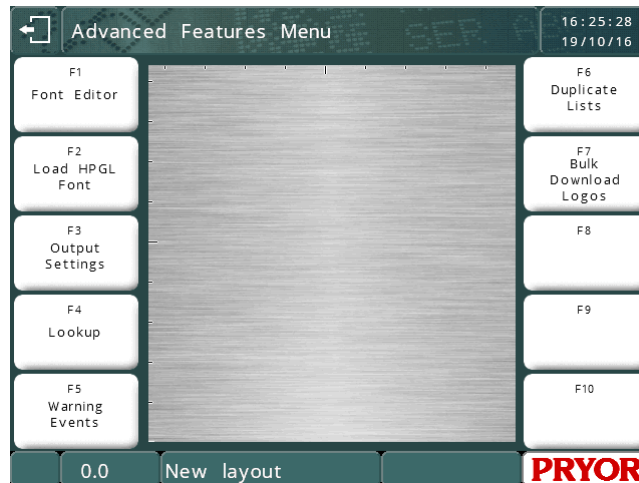 Advanced Features Menu
16:25:28
19/10/16
F1
Font Editor
F2
Load HPGL
Font
F3
Output
Settings
F4
Lookup
F5
Warning
Events
F6
Duplicate
Lists
F7
Bulk
Download
Logos
F8
F9
F10
0.0
New layout
PRYOR